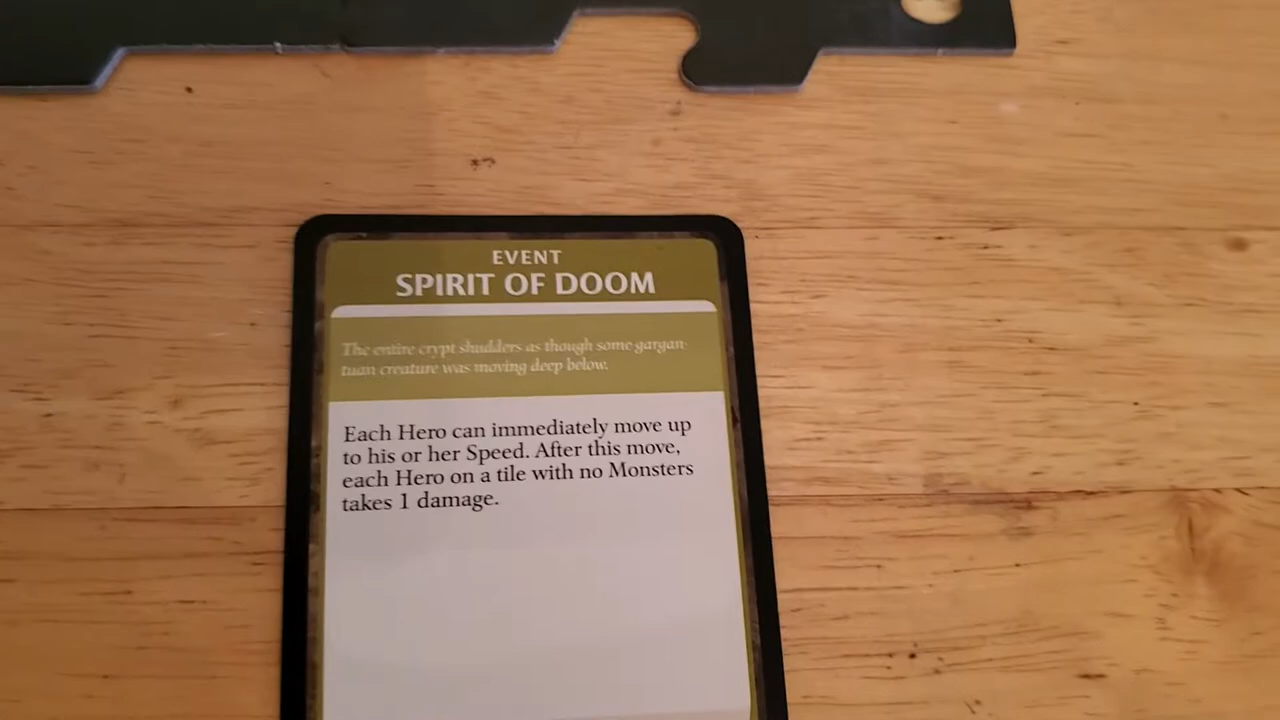 EVENT
SPIRIT OF DOOM
The entire crypt shudders as though some gargan-
tuan creature was moving deep below.
Each Hero can immediately move up
to his or her Speed. After this move,
each Hero on a tile with no Monsters
takes 1 damage.